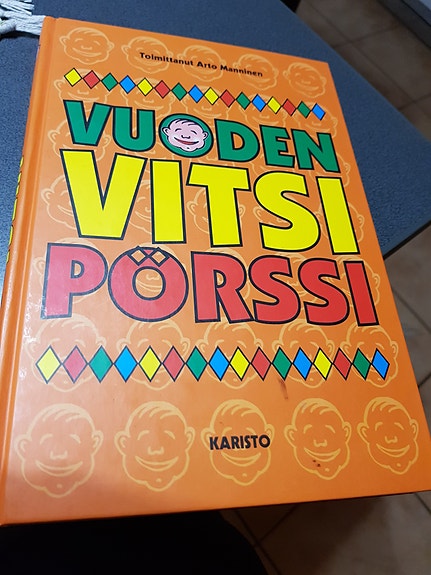 Toimittanut Arto Manninen
VUODEN
VITSI
PÖRSSI
KARISTO